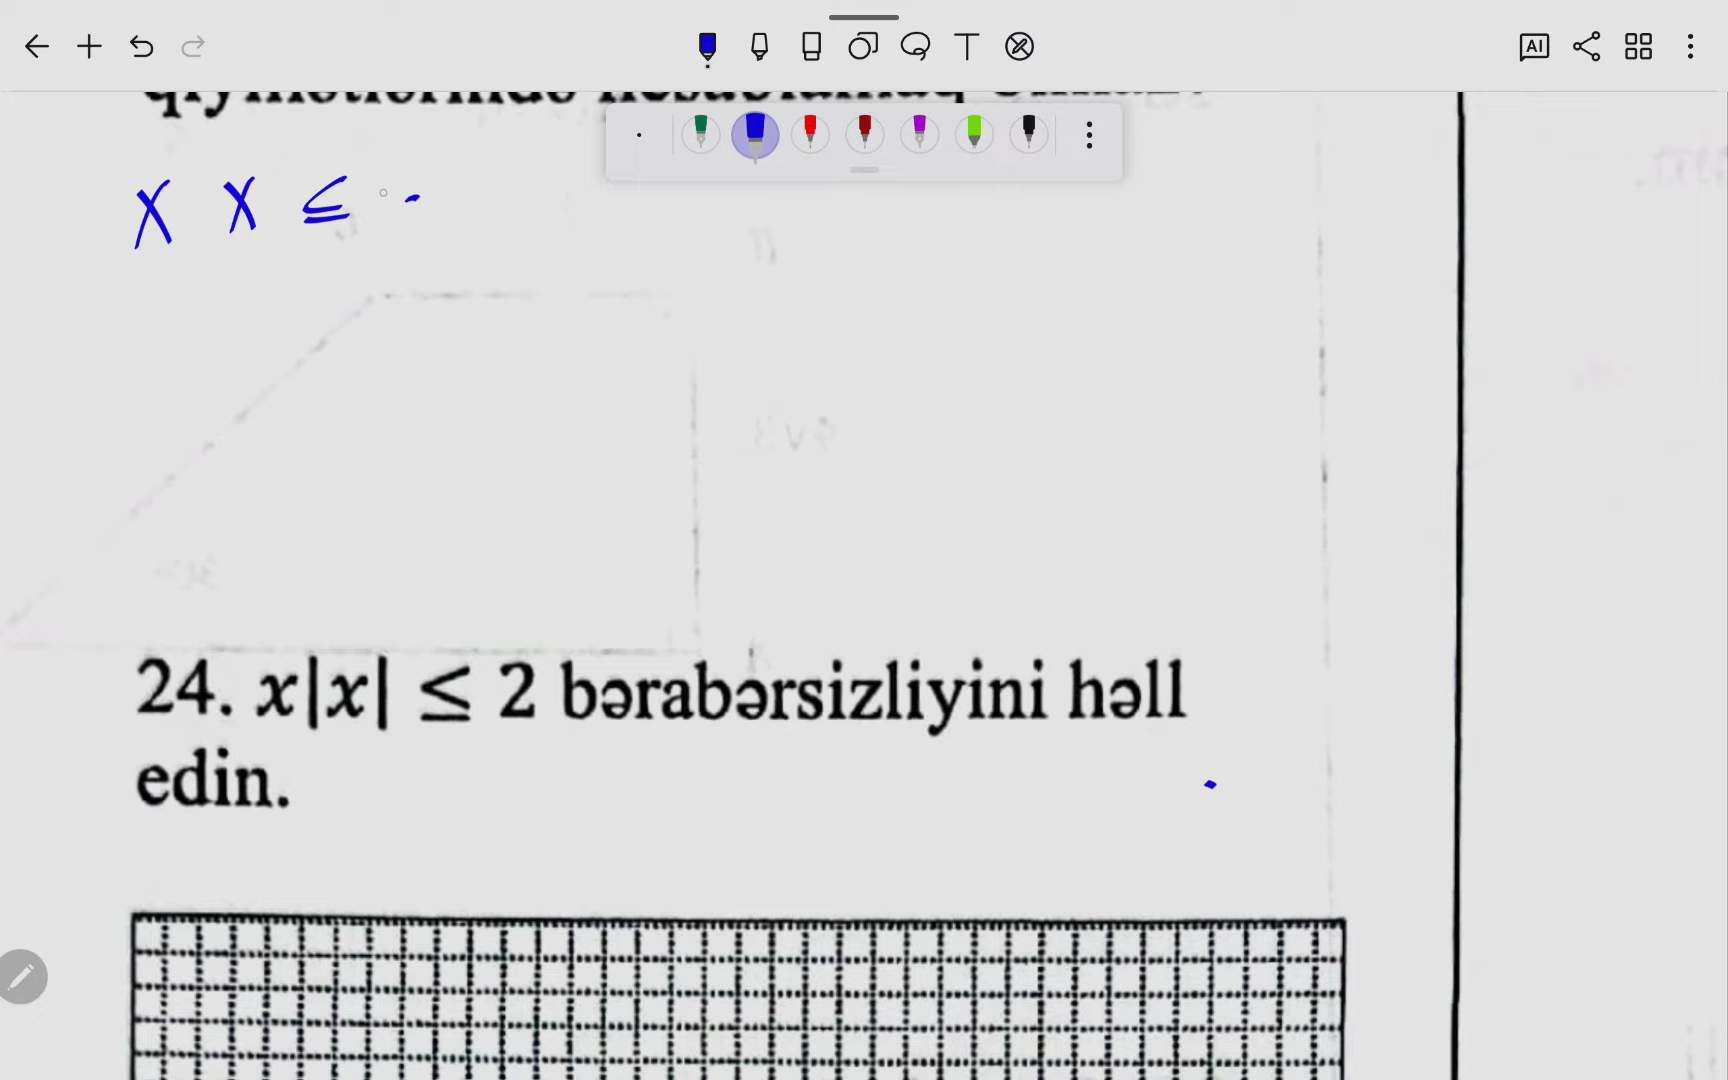 x x ≤ -
24. x|x| ≤ 2 bərabərsizliyini həll
edin.